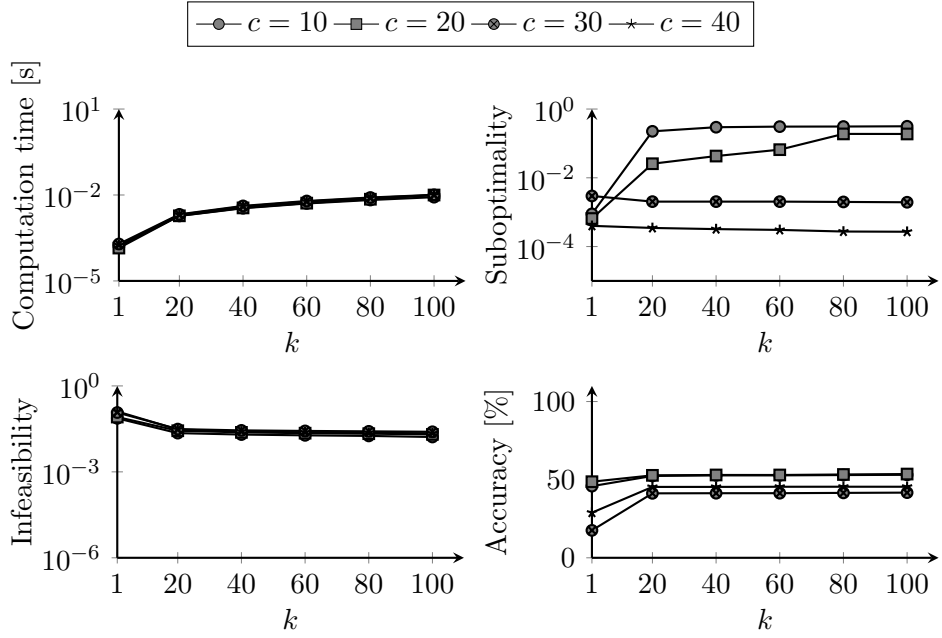 c = 10 c = 20 c = 30 c = 40
Computation time [s]
10^1
10^−2
10^−5
1 20 40 60 80 100
k
Suboptimality
10^0
10^−2
10^−4
1 20 40 60 80 100
k
Infeasibility
10^0
10^−3
10^−6
1 20 40 60 80 100
k
Accuracy [%]
100
50
0
1 20 40 60 80 100
k